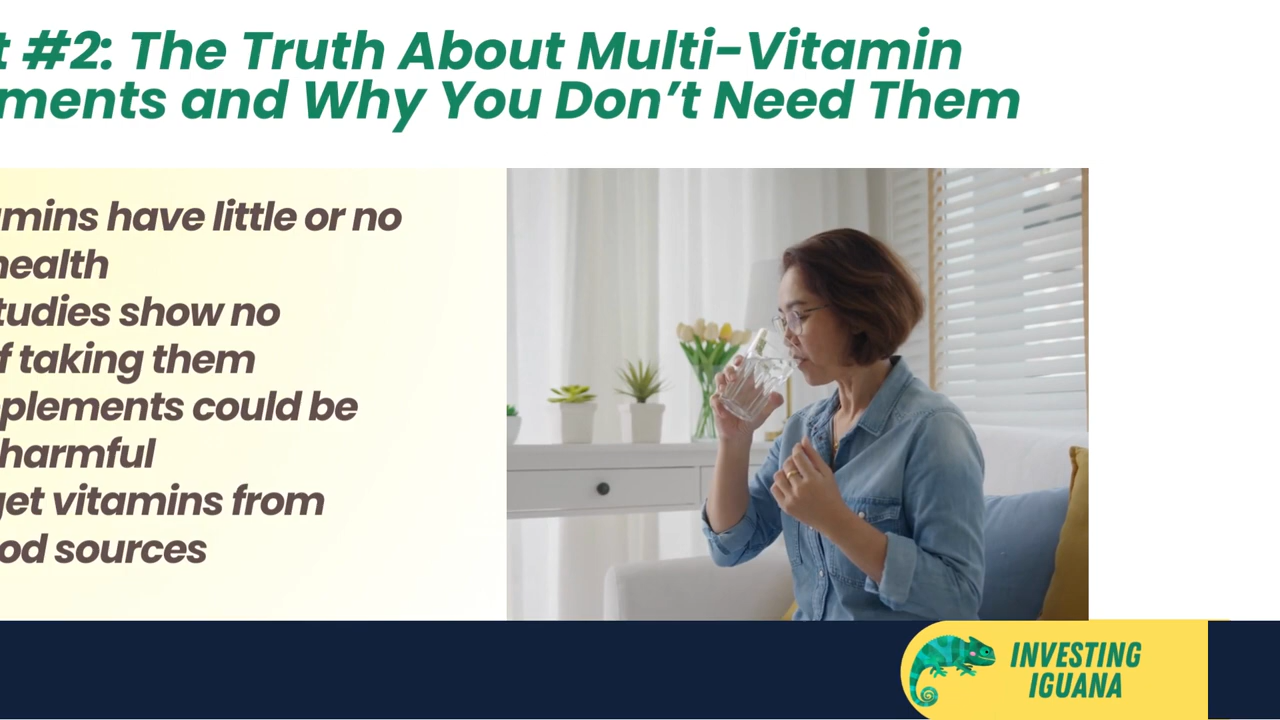 t #2: The Truth About Multi-Vitamin
ments and Why You Don't Need Them
amins have little or no
health
tudies show no
f taking them
plements could be
harmful
get vitamins from
od sources
INVESTING
IGUANA